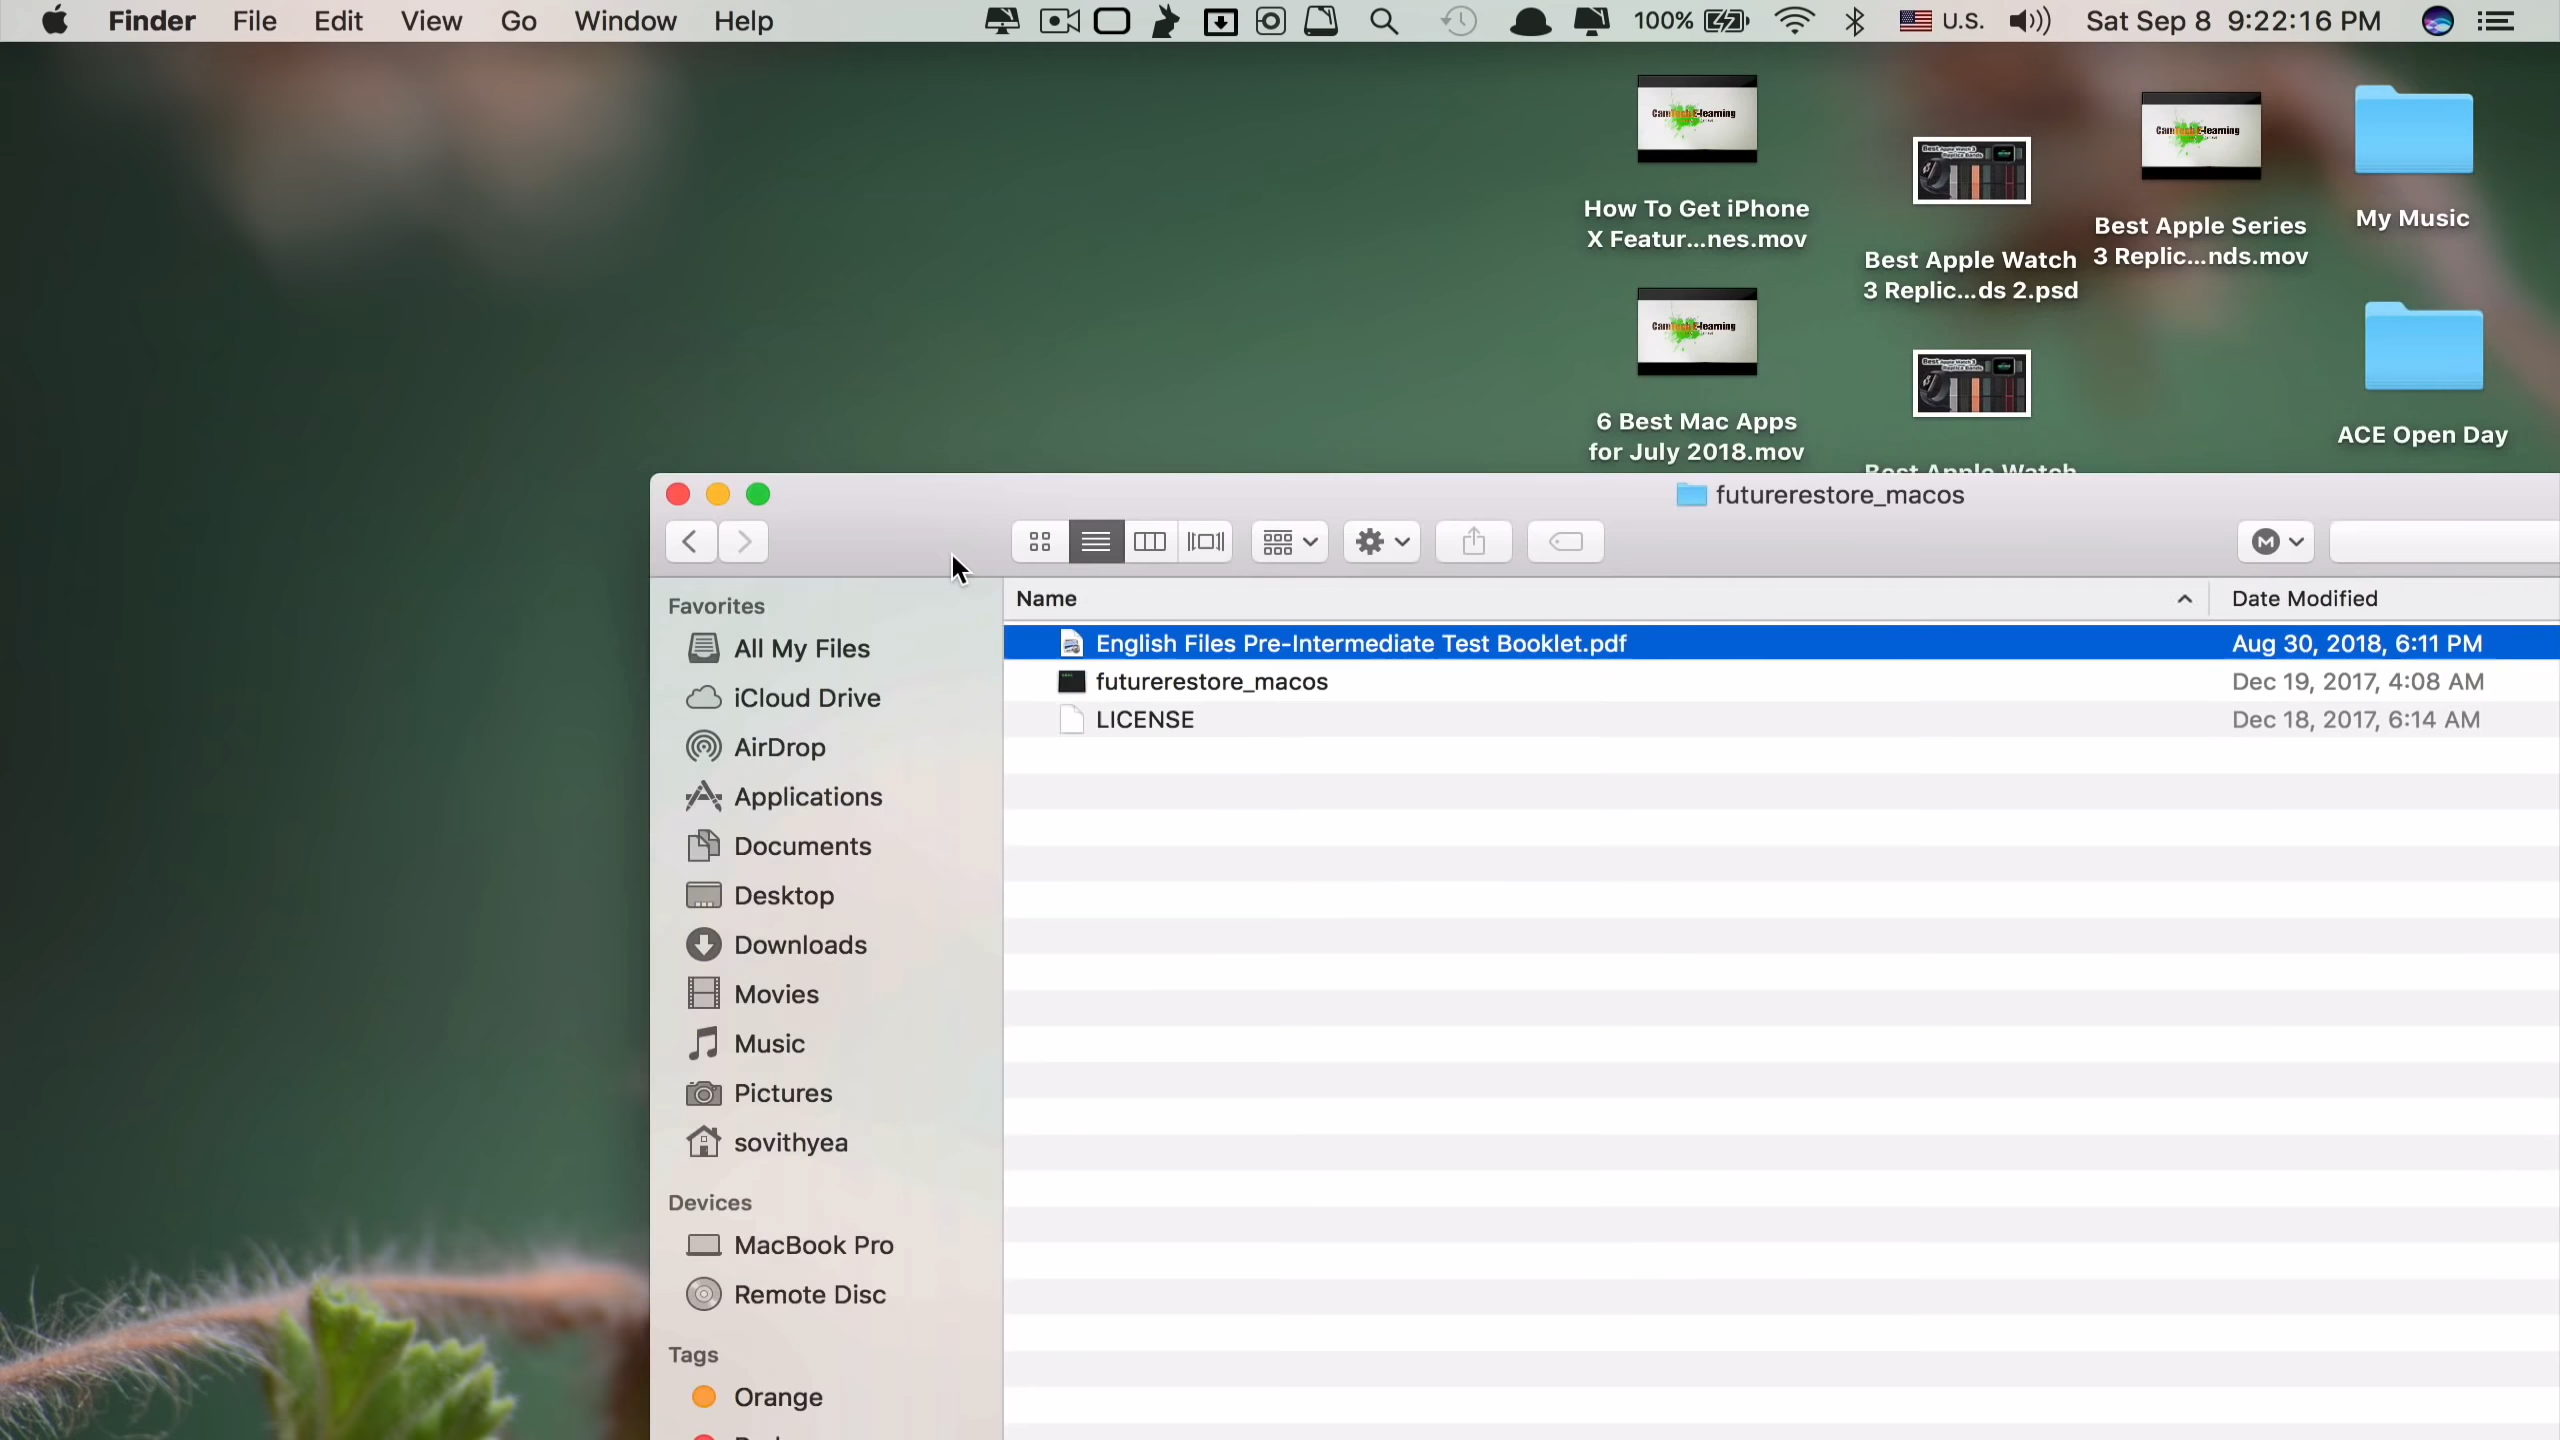 Finder File Edit View Go Window Help 100% U.S. Sat Sep 8 9:22:16 PM
How To Get iPhone
X Featur...nes.mov
6 Best Mac Apps
for July 2018.mov
Best Apple Watch
3 Replic...ds 2.psd
Best Apple Watch
Best Apple Series
3 Replic...nds.mov
My Music
ACE Open Day
futurerestore_macos
Favorites
All My Files
iCloud Drive
AirDrop
Applications
Documents
Desktop
Downloads
Movies
Music
Pictures
sovithyea
Devices
MacBook Pro
Remote Disc
Tags
Orange
Name Date Modified
English Files Pre-Intermediate Test Booklet.pdf Aug 30, 2018, 6:11 PM
futurerestore_macos Dec 19, 2017, 4:08 AM
LICENSE Dec 18, 2017, 6:14 AM